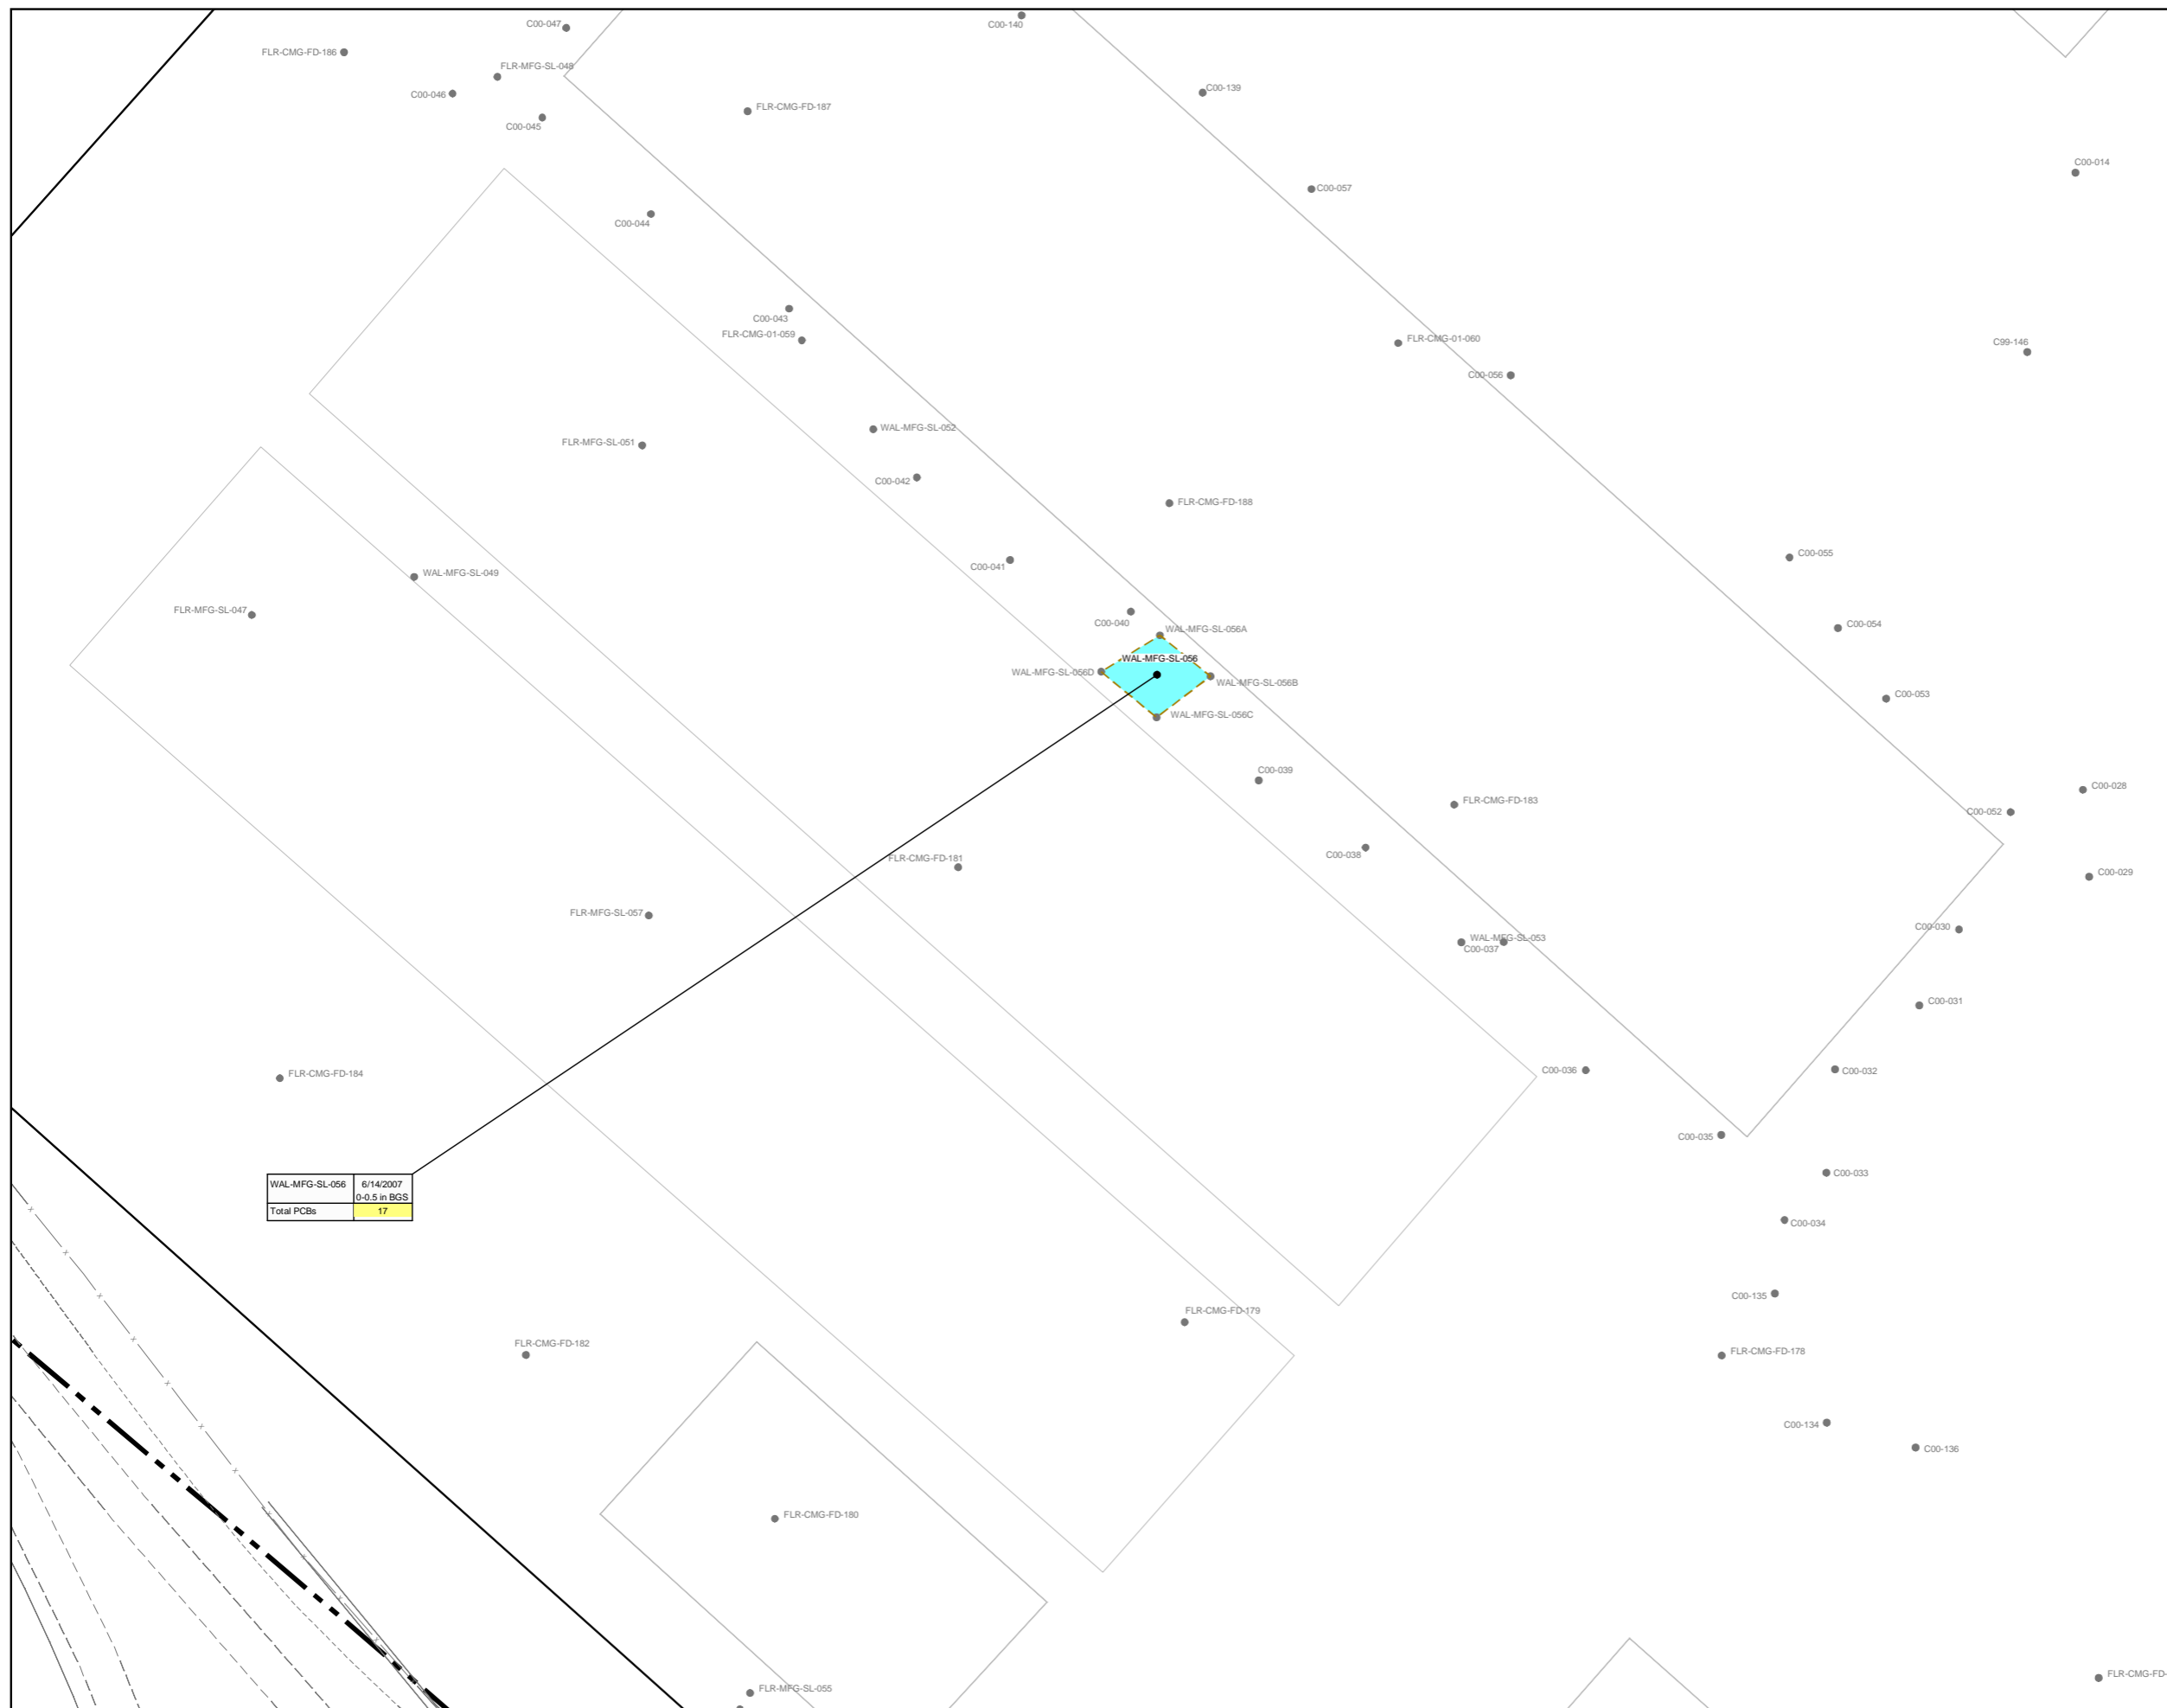 C00-047
C00-140
FLR-CMG-FD-186
FLR-MFG-SL-048
C00-046
C00-139
FLR-CMG-FD-187
C00-045
C00-014
C00-057
C00-044
C00-043
FLR-CMG-01-059
FLR-CMG-01-060
C99-146
C00-056
WAL-MFG-SL-052
FLR-MFG-SL-051
C00-042
FLR-CMG-FD-188
C00-055
C00-041
WAL-MFG-SL-049
FLR-MFG-SL-047
C00-040
WAL-MFG-SL-056A
C00-054
WAL-MFG-SL-056
WAL-MFG-SL-056D
WAL-MFG-SL-056B
C00-053
WAL-MFG-SL-056C
C00-039
C00-028
FLR-CMG-FD-183
C00-052
C00-038
FLR-CMG-FD-181
C00-029
FLR-MFG-SL-057
C00-030
WAL-MFG-SL-053
C00-037
C00-031
C00-036
C00-032
FLR-CMG-FD-184
C00-035
C00-033
WAL-MFG-SL-056 6/14/2007
0-0.5 in BGS
Total PCBs 17
C00-034
C00-135
FLR-CMG-FD-179
FLR-CMG-FD-182
FLR-CMG-FD-178
C00-134
C00-136
FLR-CMG-FD-180
FLR-CMG-FD-
FLR-MFG-SL-055